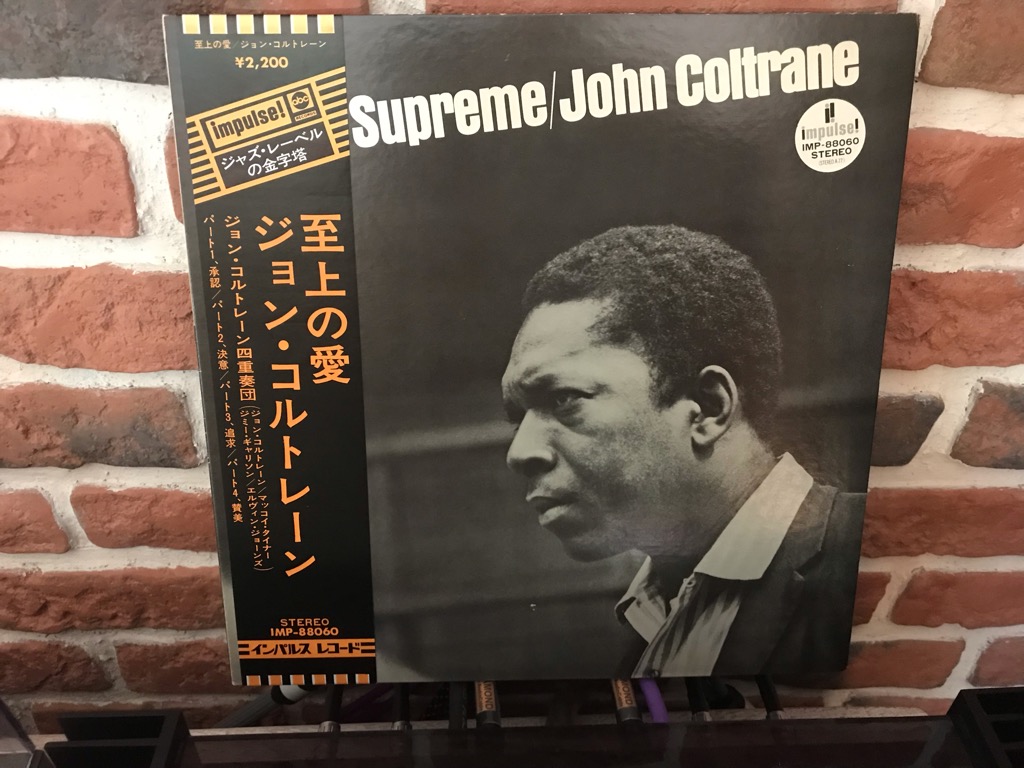 至上の愛/ジョン・コルトレーン
¥2,200
impulse!
abc
RECORDS
ジャズ・レーベル
の金字塔
至上の愛
ジョン・コルトレーン
ジョン・コルトレーン四重奏団
(ジョン・コルトレーン/マッコイ・タイナー
ジミー・ギャリソン/エルヴィン・ジョーンズ)
パート1、承認/パート2、決意/パート3、追求/パート4、賛美
STEREO
IMP-88060
インパルス レコード
Supreme/John Coltrane
impulse!
IMP-88060
STEREO